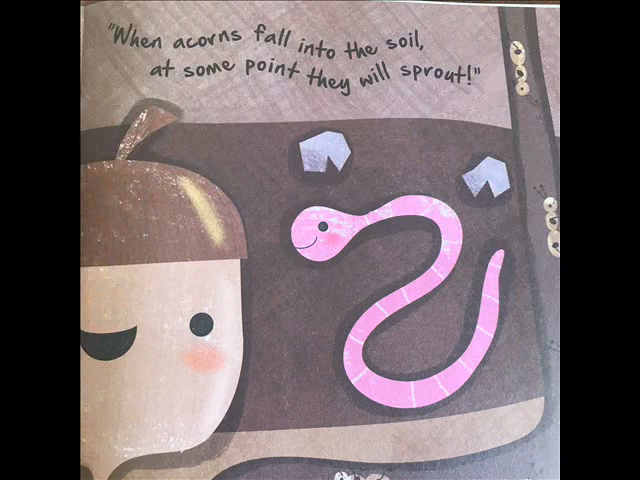 "When acorns fall into the soil,
at some point they will sprout!"